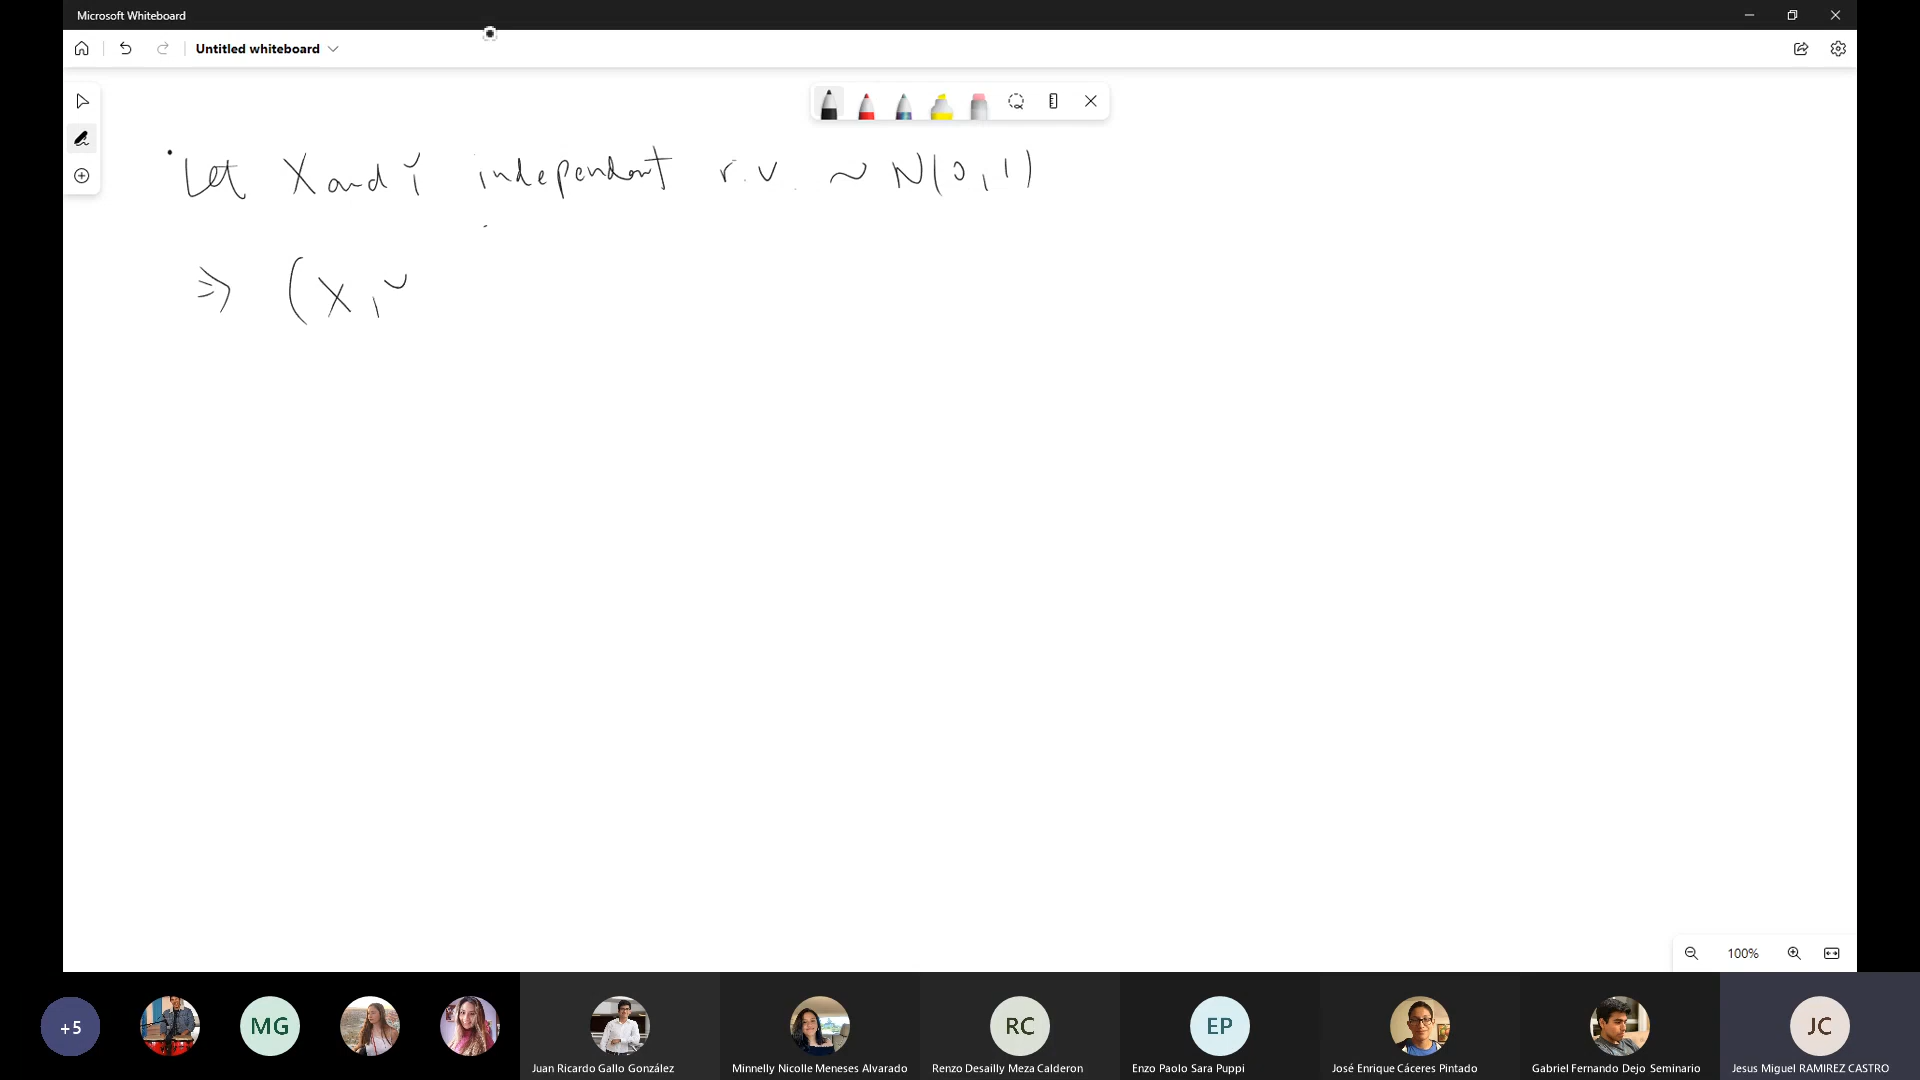 Microsoft Whiteboard
Untitled whiteboard
Let X and Y independent r.v. ~ N(0,1)
⇒ (X, Y
100%
+5
MG
RC
EP
JC
Juan Ricardo Gallo González
Minnelly Nicolle Meneses Alvarado
Renzo Desailly Meza Calderon
Enzo Paolo Sara Puppi
José Enrique Cáceres Pintado
Gabriel Fernando Dejo Seminario
Jesus Miguel RAMIREZ CASTRO